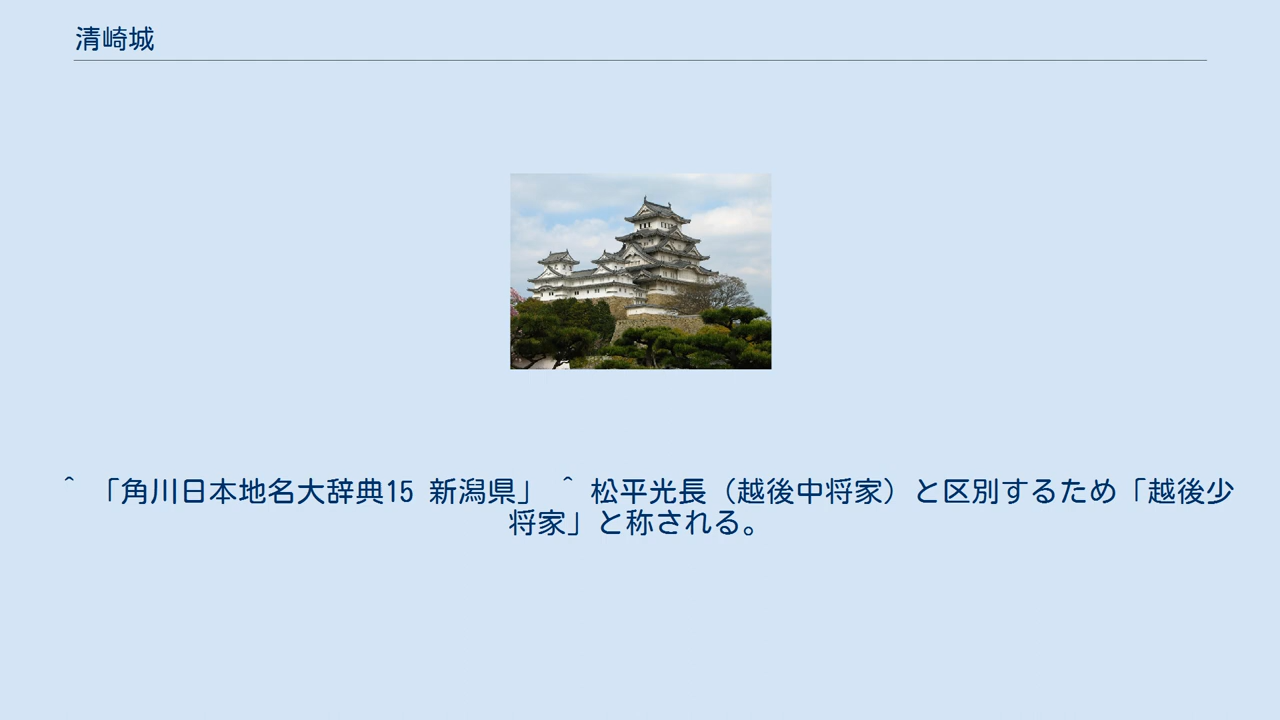 清崎城
^ 「角川日本地名大辞典15 新潟県」 ^ 松平光長（越後中将家）と区別するため「越後少
将家」と称される。